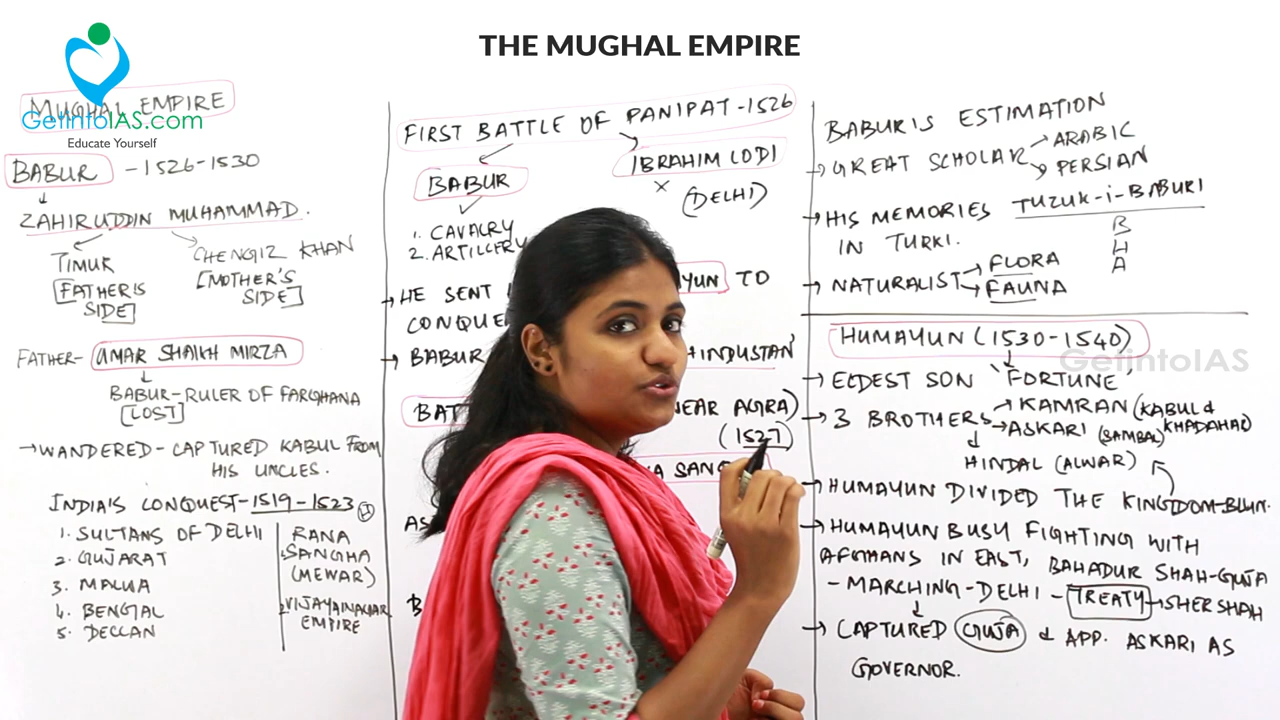 THE MUGHAL EMPIRE
GetintoIAS.com
Educate Yourself
MUGHAL EMPIRE
BABUR - 1526-1530
ZAHIRUDDIN MUHAMMAD.
TIMUR
[FATHER'S
SIDE]
CHENGIZ KHAN
[MOTHER'S
SIDE]
FATHER- UMAR SHAIKH MIRZA
BABUR-RULER OF FARGHANA
[LOST]
→WANDERED- CAPTURED KABUL FROM
HIS UNCLES.
INDIA'S CONQUEST-1519-1523
1. SULTANS OF DELHI
2. GUJARAT
3. MALWA
4. BENGAL
5. DECCAN
RANA
SANGHA
(MEWAR)
VIJAYAINAGAR
EMPIRE
FIRST BATTLE OF PANIPAT-1526
BABUR
1. CAVALRY
2. ARTILLERY
IBRAHIM LODI
×
(DELHI)
→HE SENT
TO
CONQUE
→BABUR
HINDUSTAN'
BAT
NEAR AGRA)
(1527)
SAN
AS
B
BABUR'S ESTIMATION
→GREAT SCHOLAR
ARABIC
PERSIAN
→HIS MEMORIES TUZUK-i-BABURI
IN TURKI.
B
H
A
→NATURALIST
FLORA
FAUNA
HUMAYUN (1530-1540)
GetintoIAS
→ELDEST SON 'FORTUNE'
→3 BROTHERS
→KAMRAN (KABUL &
KHADAHAR)
→ASKARI (SAMBAL)
HINDAL (ALWAR)
→HUMAYUN DIVIDED THE KINGDOM-BLUN.
→HUMAYUN BUSY FIGHTING WITH
AFGHANS IN EAST, BAHADUR SHAH-GUJA
- MARCHING-DELHI - TREATY→SHER SHAH
→CAPTURED GUJA & APP. ASKARI AS
GOVERNOR.